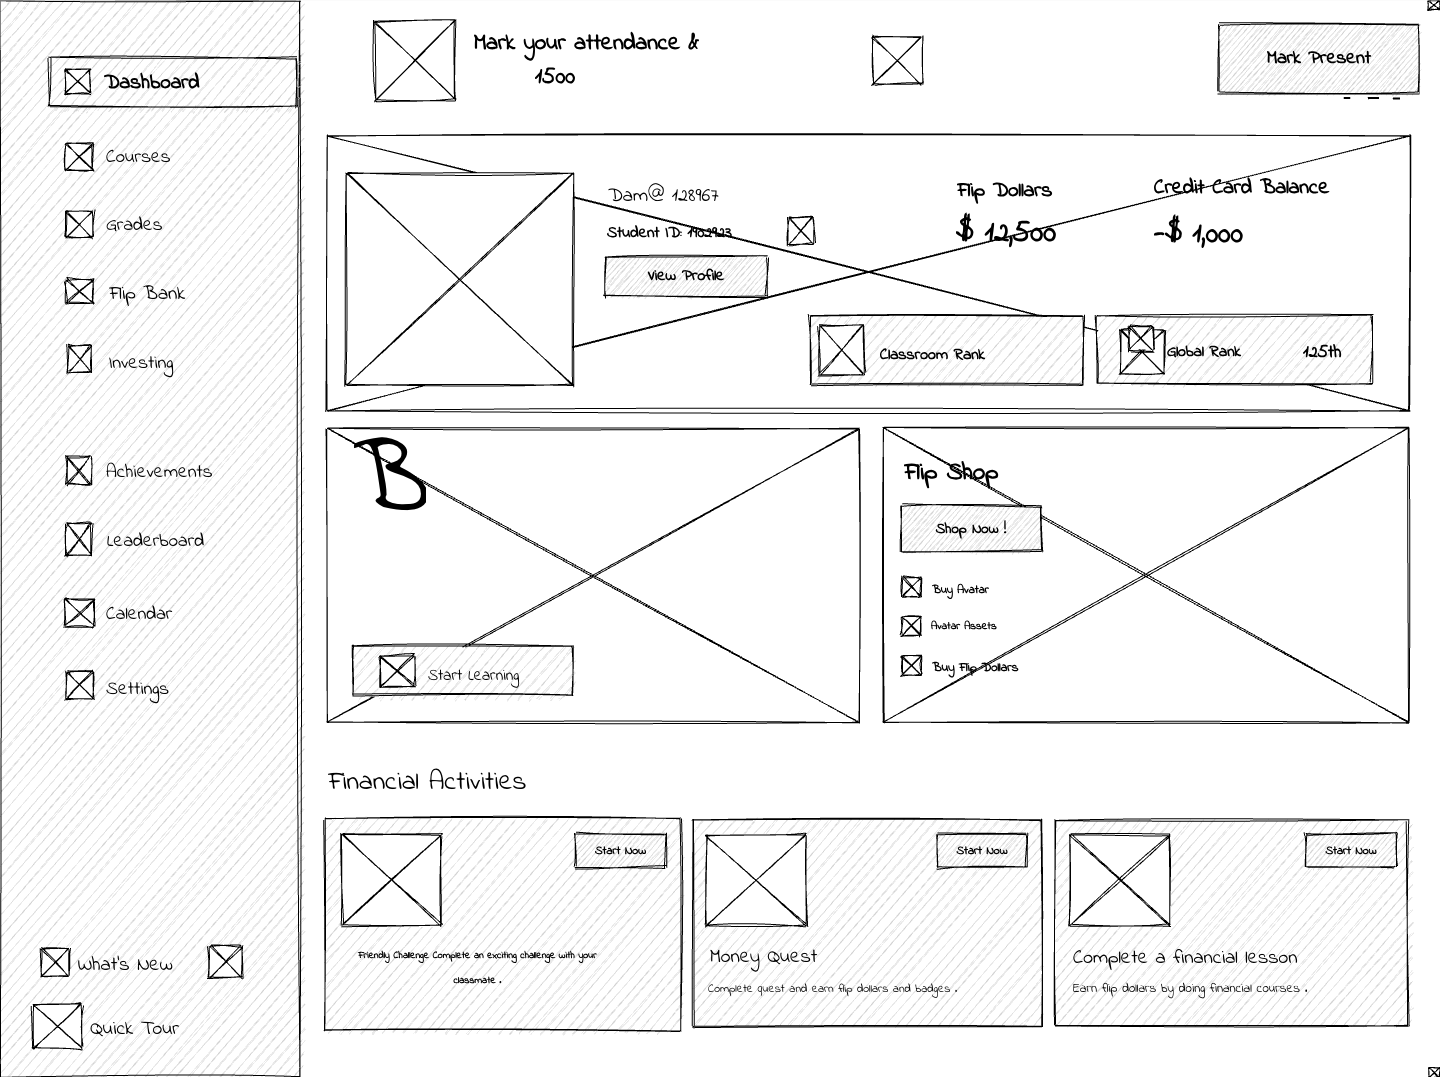 Mark your attendance &
1500
Mark Present
Dashboard
Courses
Grades
Flip Bank
Investing
Achievements
Leaderboard
Calendar
Settings
What's New
Quick Tour
Dam@ 128967
Student ID:
View Profile
Flip Dollars
$ 12,500
Credit Card Balance
-$ 1,000
Classroom Rank
Global Rank 125th
B
Start Learning
Flip Shop
Shop Now !
Buy Avatar
Avatar Assets
Buy Flip Dollars
Financial Activities
Start Now
Friendly Challenge Complete an exciting challenge with your
classmate .
Start Now
Money Quest
Complete quest and earn flip dollars and badges .
Start Now
Complete a financial lesson
Earn flip dollars by doing financial courses .